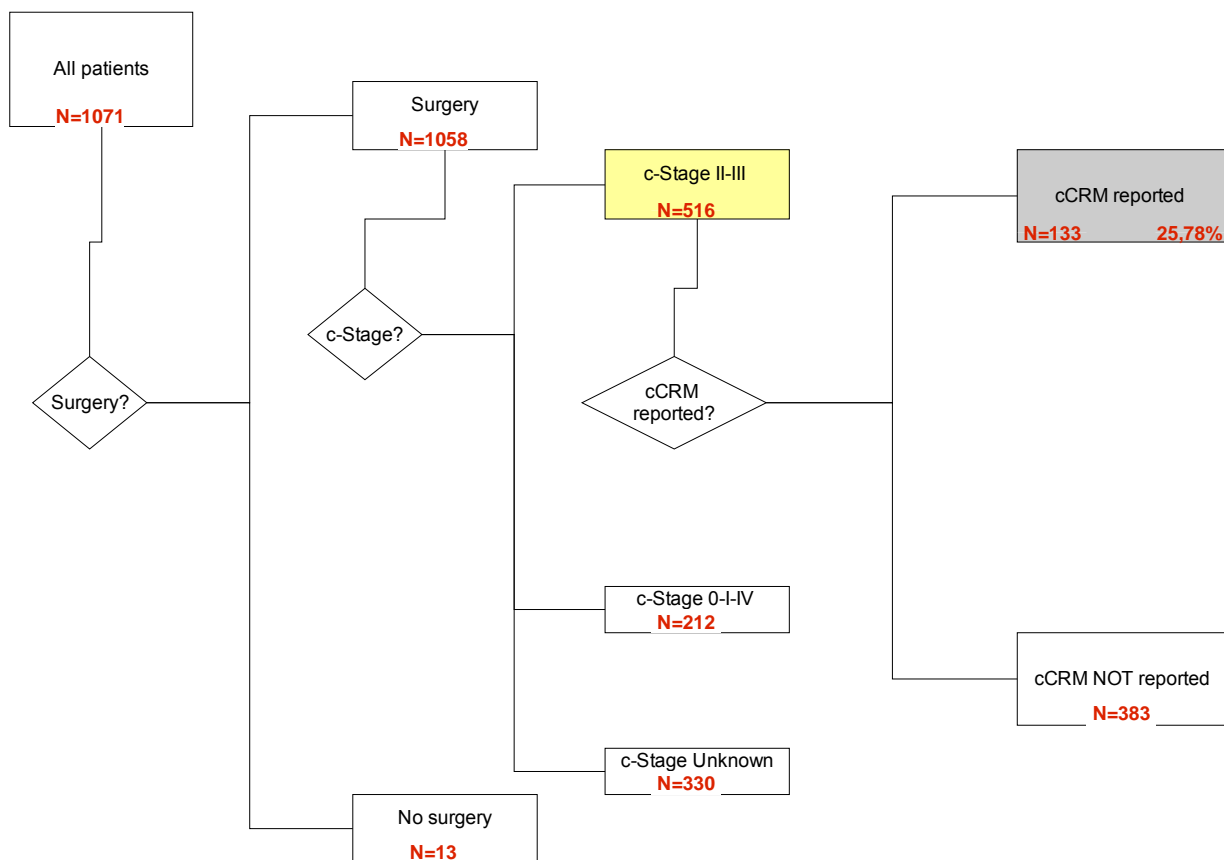 All patients
N=1071
Surgery?
Surgery
N=1058
c-Stage?
No surgery
N=13
c-Stage II-III
N=516
cCRM
reported?
c-Stage 0-I-IV
N=212
c-Stage Unknown
N=330
cCRM reported
N=133 25,78%
cCRM NOT reported
N=383